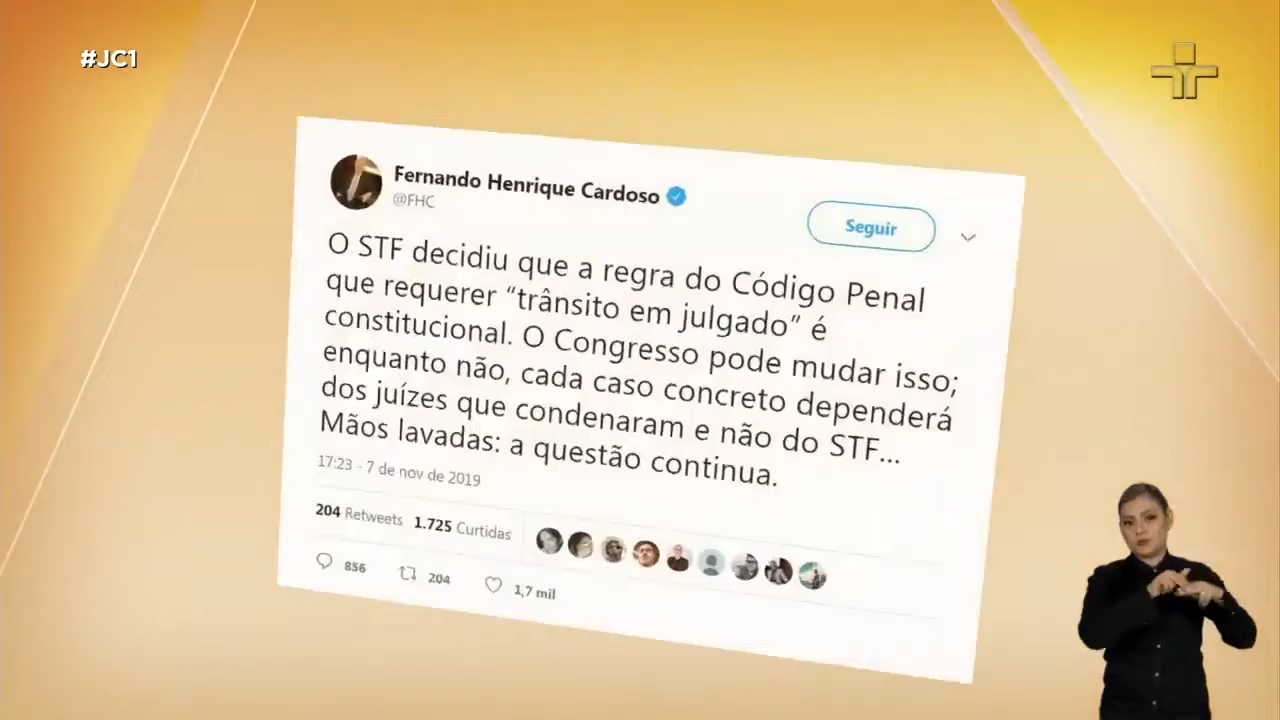 #JC1
Fernando Henrique Cardoso
@FHC
Seguir
O STF decidiu que a regra do Código Penal
que requerer “trânsito em julgado” é
constitucional. O Congresso pode mudar isso;
enquanto não, cada caso concreto dependerá
dos juízes que condenaram e não do STF...
Mãos lavadas: a questão continua.
17:23 - 7 de nov de 2019
204 Retweets 1.725 Curtidas
856 204 1,7 mil